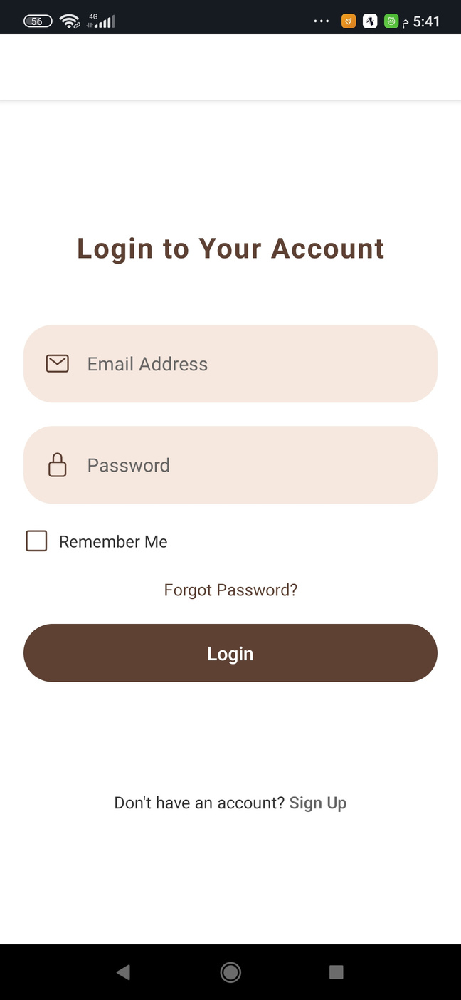 56 4G م 5:41
Login to Your Account
Email Address
Password
Remember Me
Forgot Password?
Login
Don't have an account? Sign Up